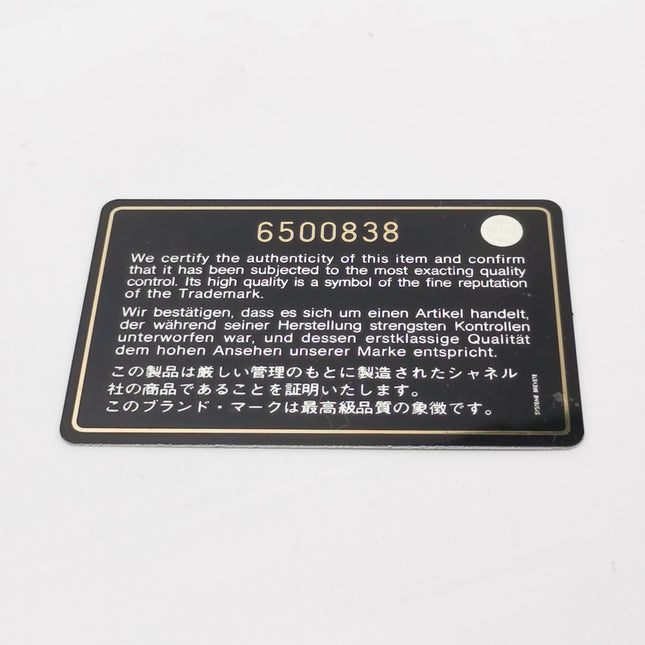 6500838
We certify the authenticity of this item and confirm
that it has been subjected to the most exacting quality
control. Its high quality is a symbol of the fine reputation
of the Trademark.
Wir bestätigen, dass es sich um einen Artikel handelt,
der während seiner Herstellung strengsten Kontrollen
unterworfen war, und dessen erstklassige Qualität
dem hohen Ansehen unserer Marke entspricht.
この製品は厳しい管理のもとに製造されたシャネル
社の商品であることを証明いたします。
このブランド・マークは最高級品質の象徴です。
SYSTEME BREVETE